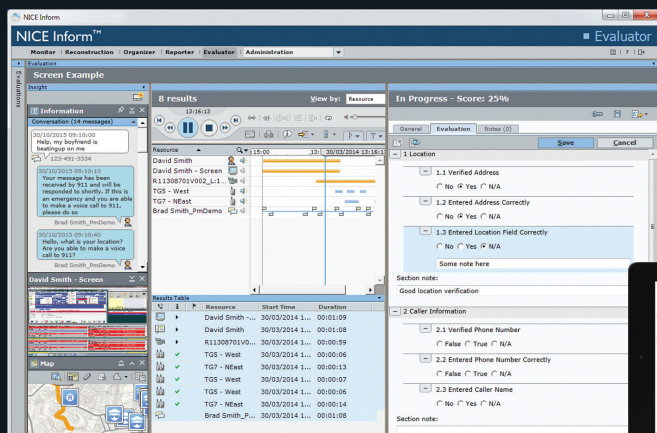 NICE Inform
NICE Inform™
Evaluator
Monitor Reconstruction Organizer Reporter Evaluator Administration
? 
Evaluations
Evaluation
Screen Example
Insight
Information
Conversation (14 messages)
30/10/2015 09:10:00
Help, my boyfriend is
beatingup on me
123-491-3334
30/10/2015 09:10:10
Your message has been
received by 911 and will be
responded to shortly. If this is
an emergency and you are able
to make a voice call to 911,
please do so
Brad Smith_PmDemo
30/10/2015 09:10:40
Hello, what is your location?
Are you able to make a voice
call to 911?
Brad Smith_PmDemo
David Smith - Screen
Map
8 results
View by: Resource
13:16:13
Resource
:15:00 13: 30/03/2014 13:16:1
David Smith
David Smith - Screen
R11308701V002_L:1...
TG5 - West
TG7 - NEast
Brad Smith_PmDemo
Results Table
Resource Start Time Duration
David Smith -... 30/03/2014 1... 00:01:09
David Smith 30/03/2014 1... 00:01:08
R11308701V0... 30/03/2014 1... 00:00:59
TG5 - West 30/03/2014 1... 00:00:06
TG7 - NEast 30/03/2014 1... 00:00:13
TG5 - West 30/03/2014 1... 00:00:07
TG5 - West 30/03/2014 1... 00:00:06
TG7 - NEast 30/03/2014 1... 00:00:14
Brad Smith_P... 30/03/2014 1... 00:01:08
In Progress - Score: 25%
General Evaluation Notes (0)
Save Cancel
1 Location
1.1 Verified Address
No Yes N/A
1.2 Entered Address Correctly
No Yes N/A
1.3 Entered Location Field Correctly
No Yes N/A
Some note here
Section note:
Good location verification
2 Caller Information
2.1 Verified Phone Number
False True N/A
2.2 Entered Phone Number Correctly
False True N/A
2.3 Entered Caller Name
No Yes N/A
Section note: